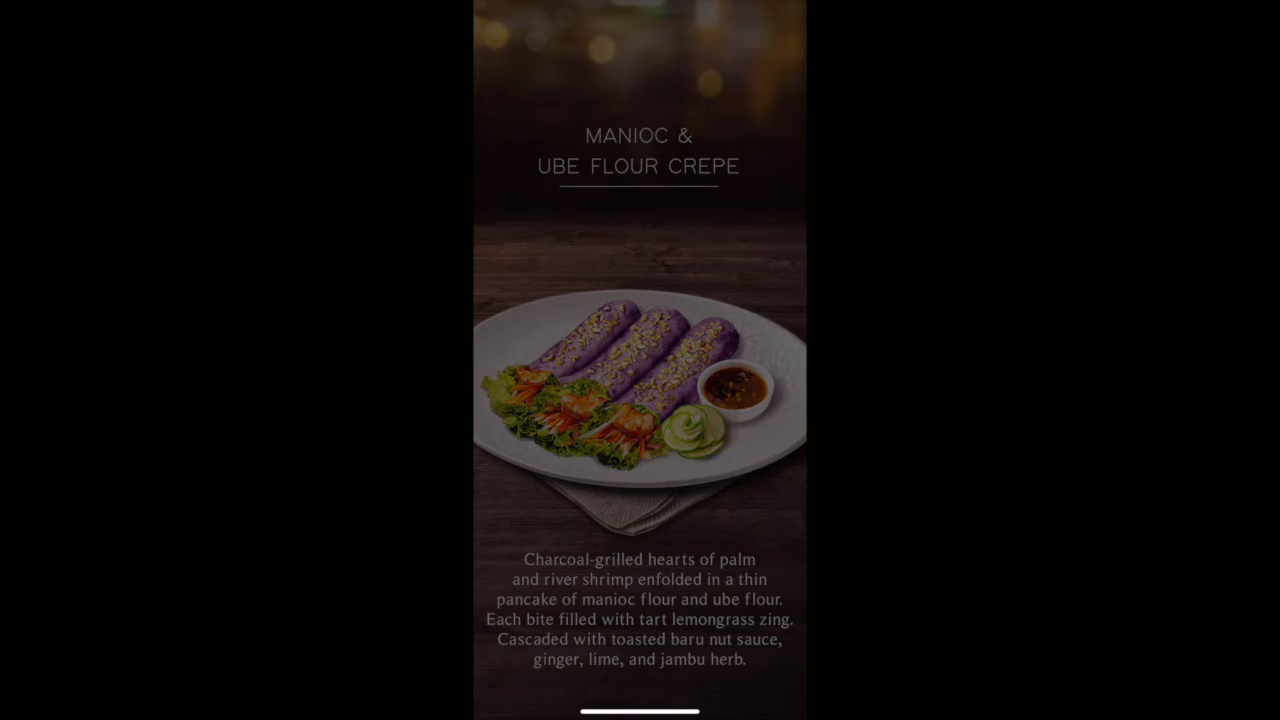 MANIOC &
UBE FLOUR CREPE
Charcoal-grilled hearts of palm
and river shrimp enfolded in a thin
pancake of manioc flour and ube flour.
Each bite filled with tart lemongrass zing.
Cascaded with toasted baru nut sauce,
ginger, lime, and jambu herb.